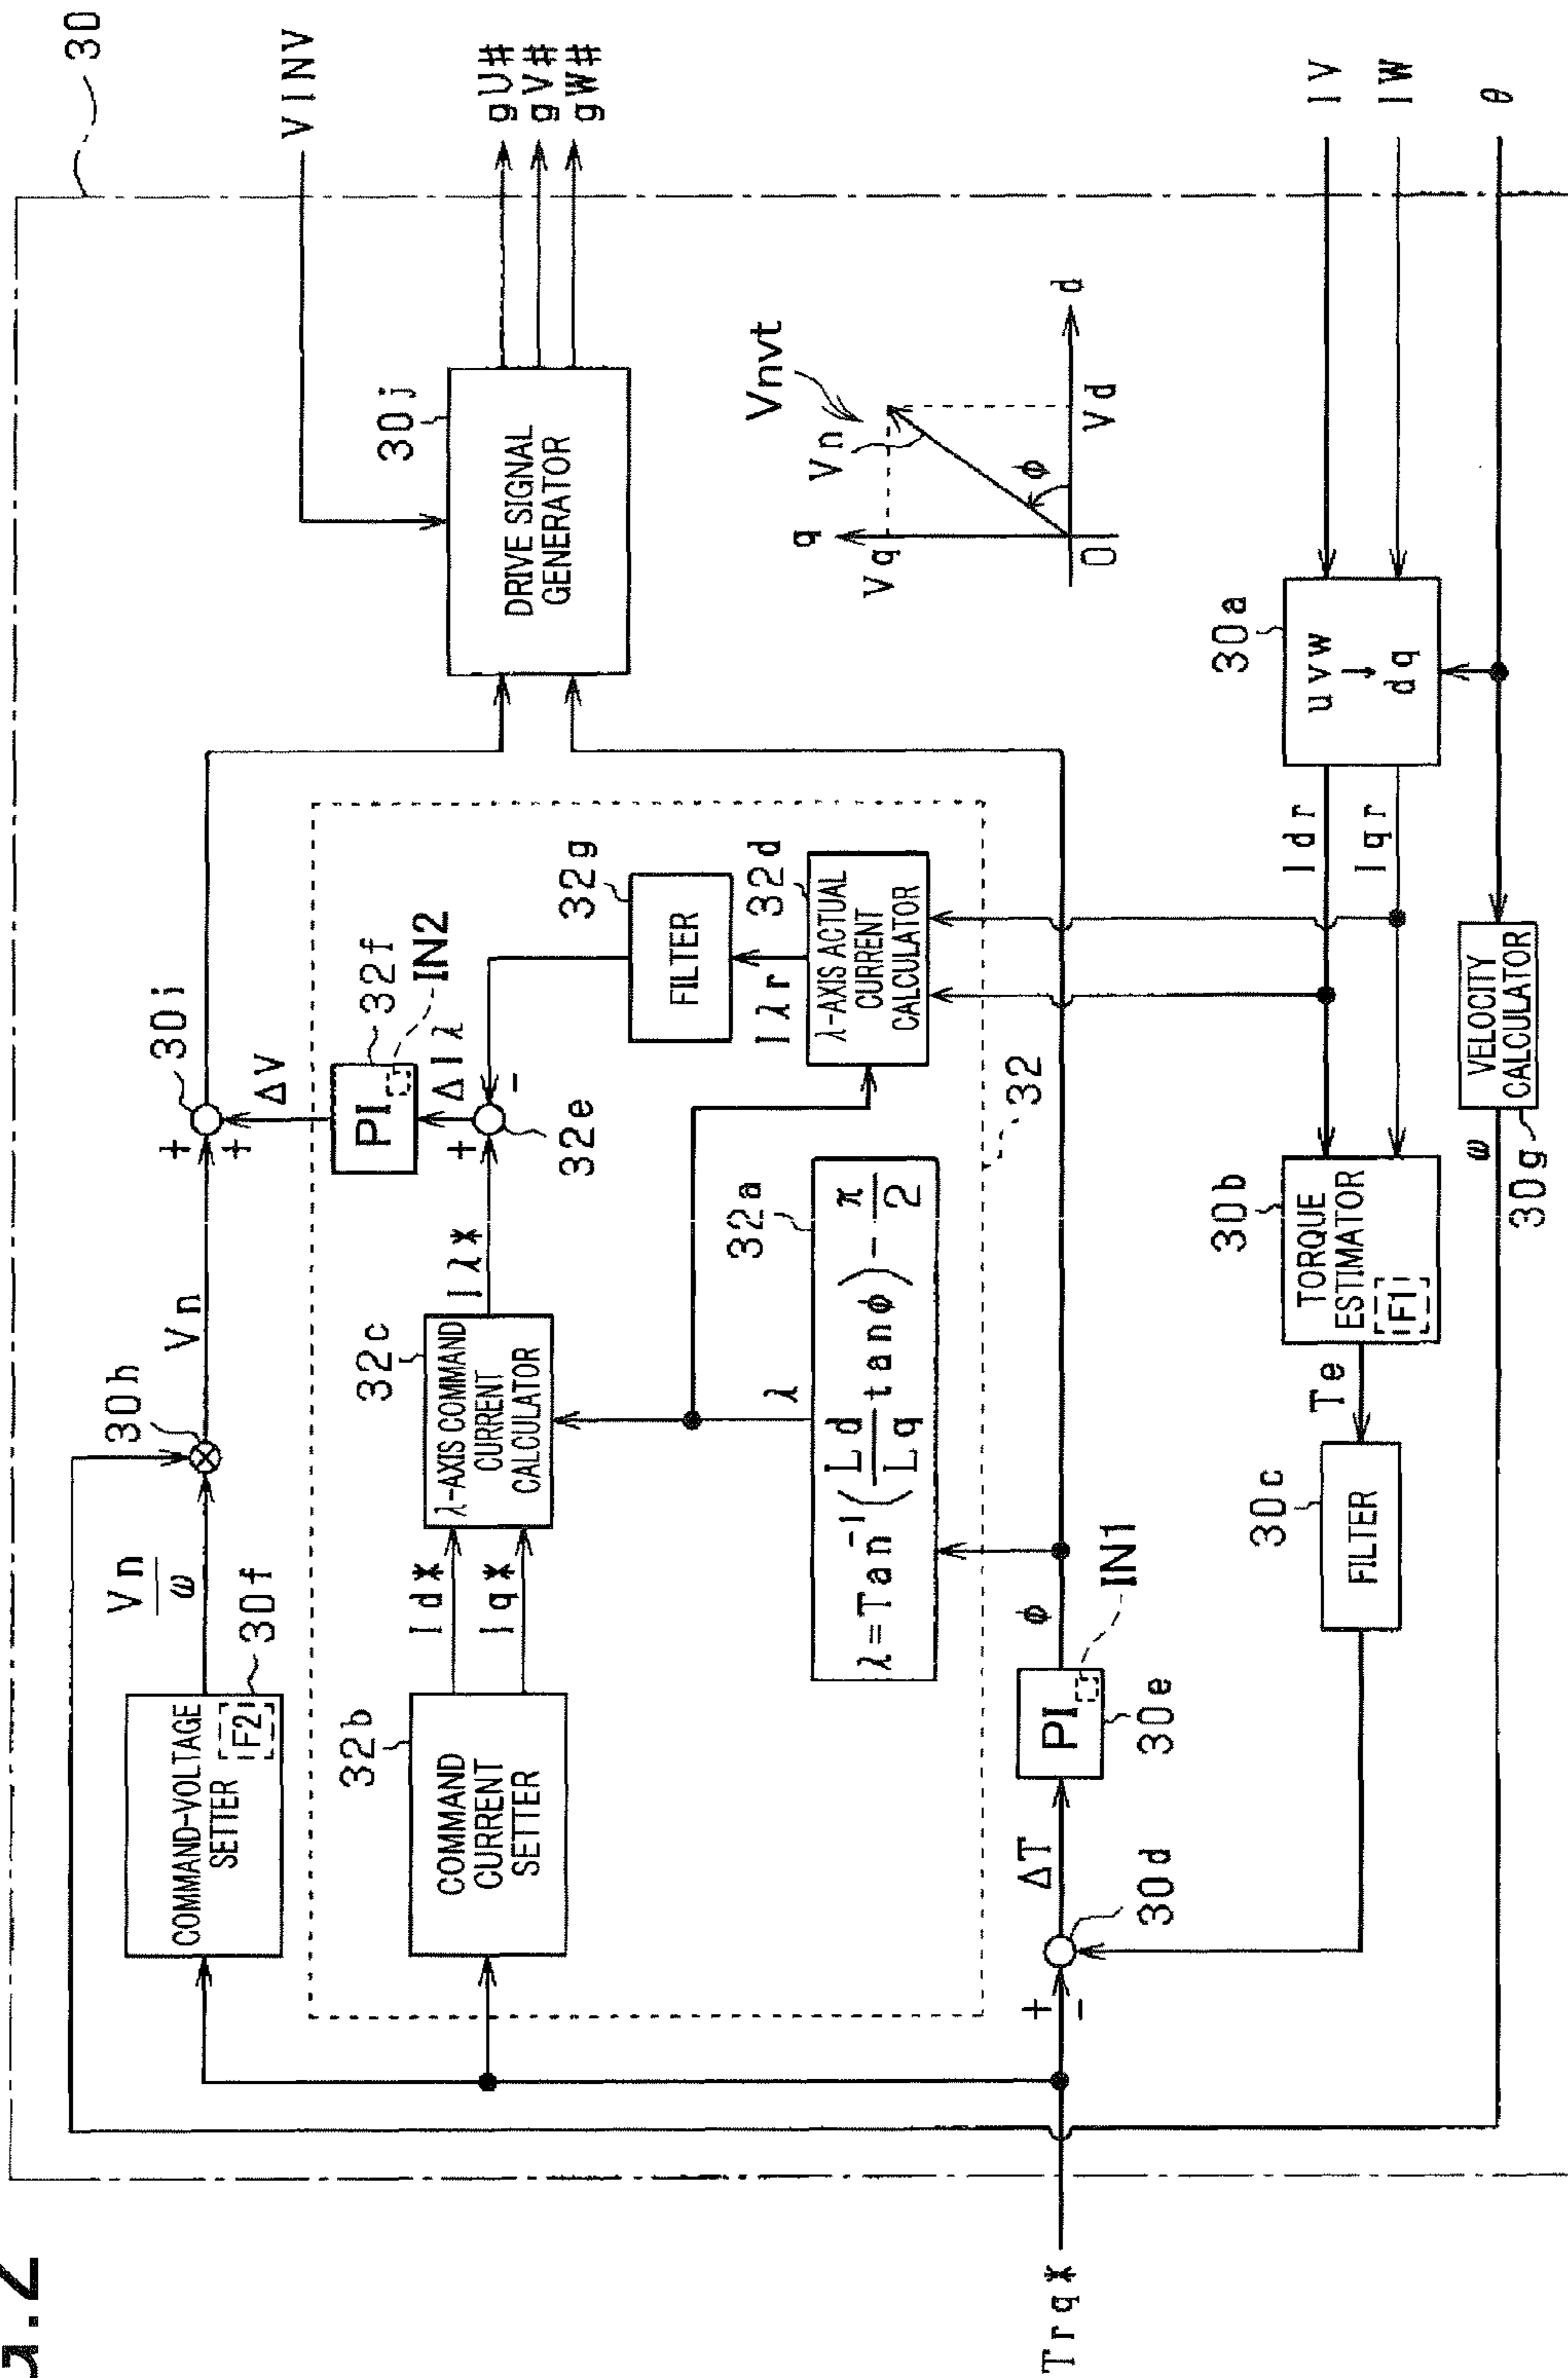 G.2
30
VINV
gU#
gV#
gW#
30j
DRIVE SIGNAL
GENERATOR
30i
+
+
ΔV
Vn
30h
Vn
ω
30f
COMMAND-VOLTAGE
SETTER
F2
32f
IN2
PI
ΔIλ
32g
FILTER
-
+
32e
Iλ*
32c
λ-AXIS COMMAND
CURRENT
CALCULATOR
Id*
Iq*
32b
COMMAND
CURRENT
SETTER
Iλr
32d
λ-AXIS ACTUAL
CURRENT
CALCULATOR
32
λ
32a
λ=Tan⁻¹(Ld/Lq tanφ)-π/2
q
Vq
Vn
Vnvt
φ
0
Vd
d
φ
IN1
PI
30e
ΔT
30d
+
-
Trq*
IV
IW
θ
30a
uvw
↓
dq
Idr
Iqr
30b
TORQUE
ESTIMATOR
F1
Te
30c
FILTER
VELOCITY
CALCULATOR
30g
ω